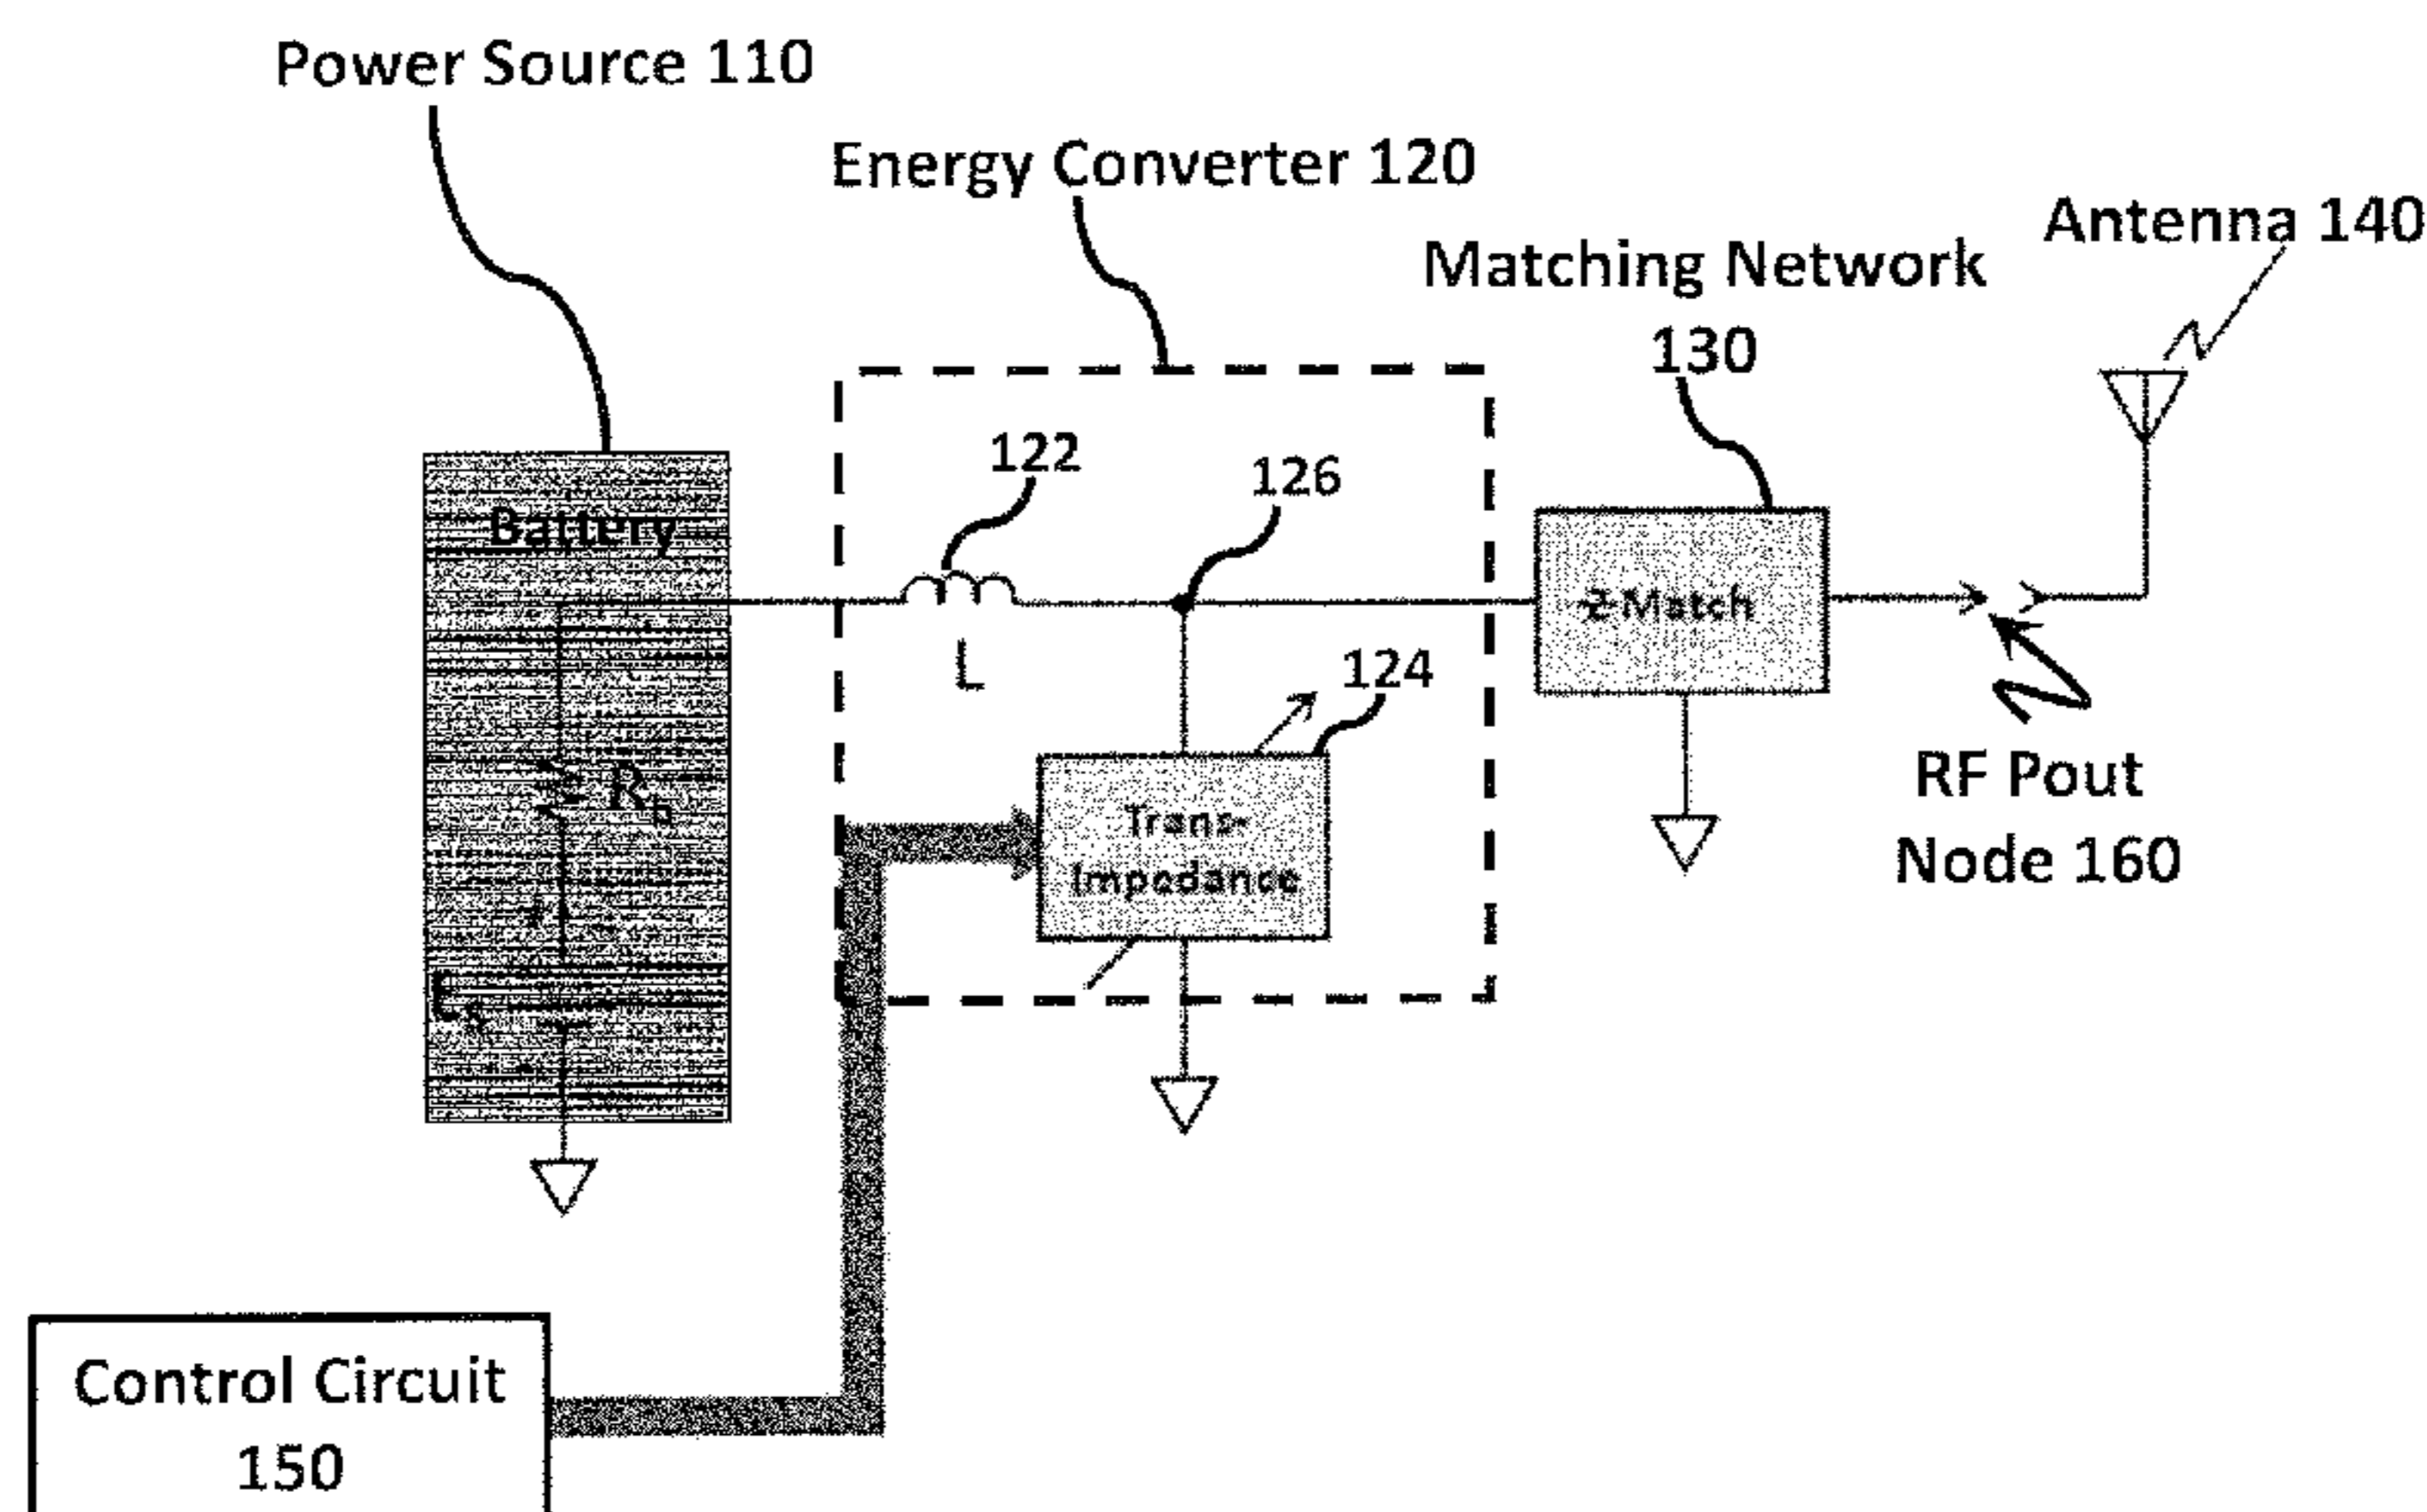 Power Source 110
Energy Converter 120
Antenna 140
Matching Network
130
122
126
Battery
Z-Match
L
124
RF Pout
Node 160
R_b
Trans-
Impedance
Control Circuit
150